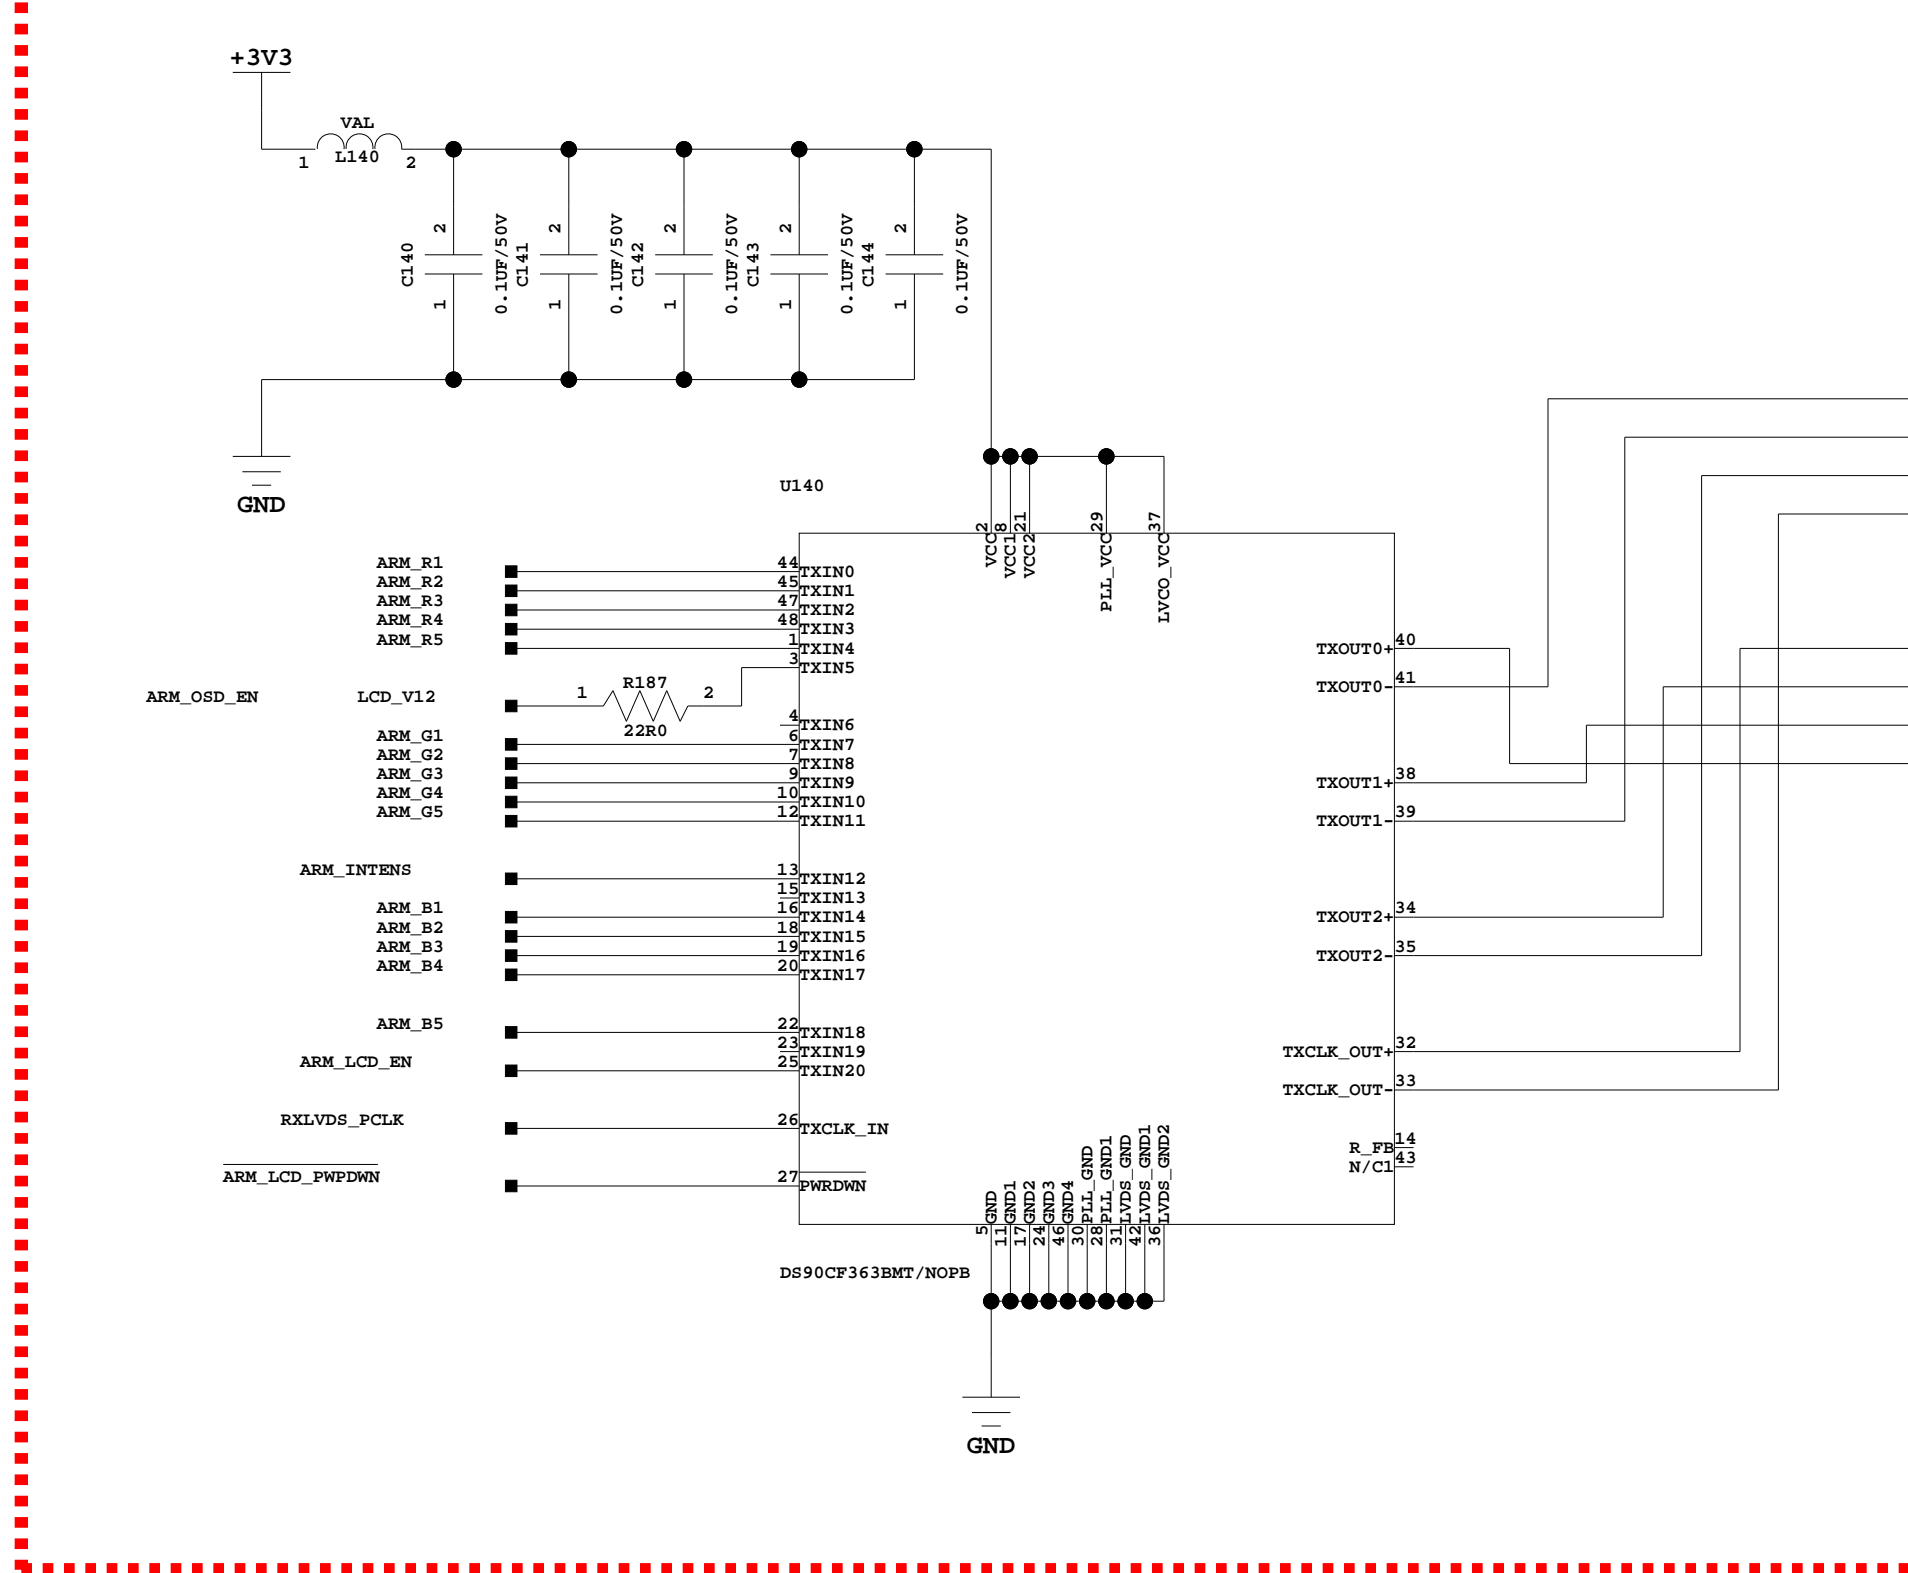 +3V3
VAL
1 L140 2
C140 2 1 0.1UF/50V
C141 2 1 0.1UF/50V
C142 2 1 0.1UF/50V
C143 2 1 0.1UF/50V
C144 2 1 0.1UF/50V
GND
U140
2 VCC
8 VCC1
21 VCC2
29 PLL_VCC
37 LVCO_VCC
ARM_R1 44 TXIN0
ARM_R2 45 TXIN1
ARM_R3 47 TXIN2
ARM_R4 48 TXIN3
ARM_R5 1 TXIN4
3 TXIN5
ARM_OSD_EN LCD_V12 1 R187 2
22R0
4 TXIN6
ARM_G1 6 TXIN7
ARM_G2 7 TXIN8
ARM_G3 9 TXIN9
ARM_G4 10 TXIN10
ARM_G5 12 TXIN11
ARM_INTENS 13 TXIN12
15 TXIN13
ARM_B1 16 TXIN14
ARM_B2 18 TXIN15
ARM_B3 19 TXIN16
ARM_B4 20 TXIN17
ARM_B5 22 TXIN18
23 TXIN19
ARM_LCD_EN 25 TXIN20
RXLVDS_PCLK 26 TXCLK_IN
ARM_LCD_PWPDWN 27 PWRDWN
TXOUT0+ 40
TXOUT0- 41
TXOUT1+ 38
TXOUT1- 39
TXOUT2+ 34
TXOUT2- 35
TXCLK_OUT+ 32
TXCLK_OUT- 33
R_FB 14
N/C1 43
5 GND
11 GND1
17 GND2
24 GND3
46 GND4
30 PLL_GND
28 PLL_GND1
31 LVDS_GND
42 LVDS_GND1
36 LVDS_GND2
DS90CF363BMT/NOPB
GND